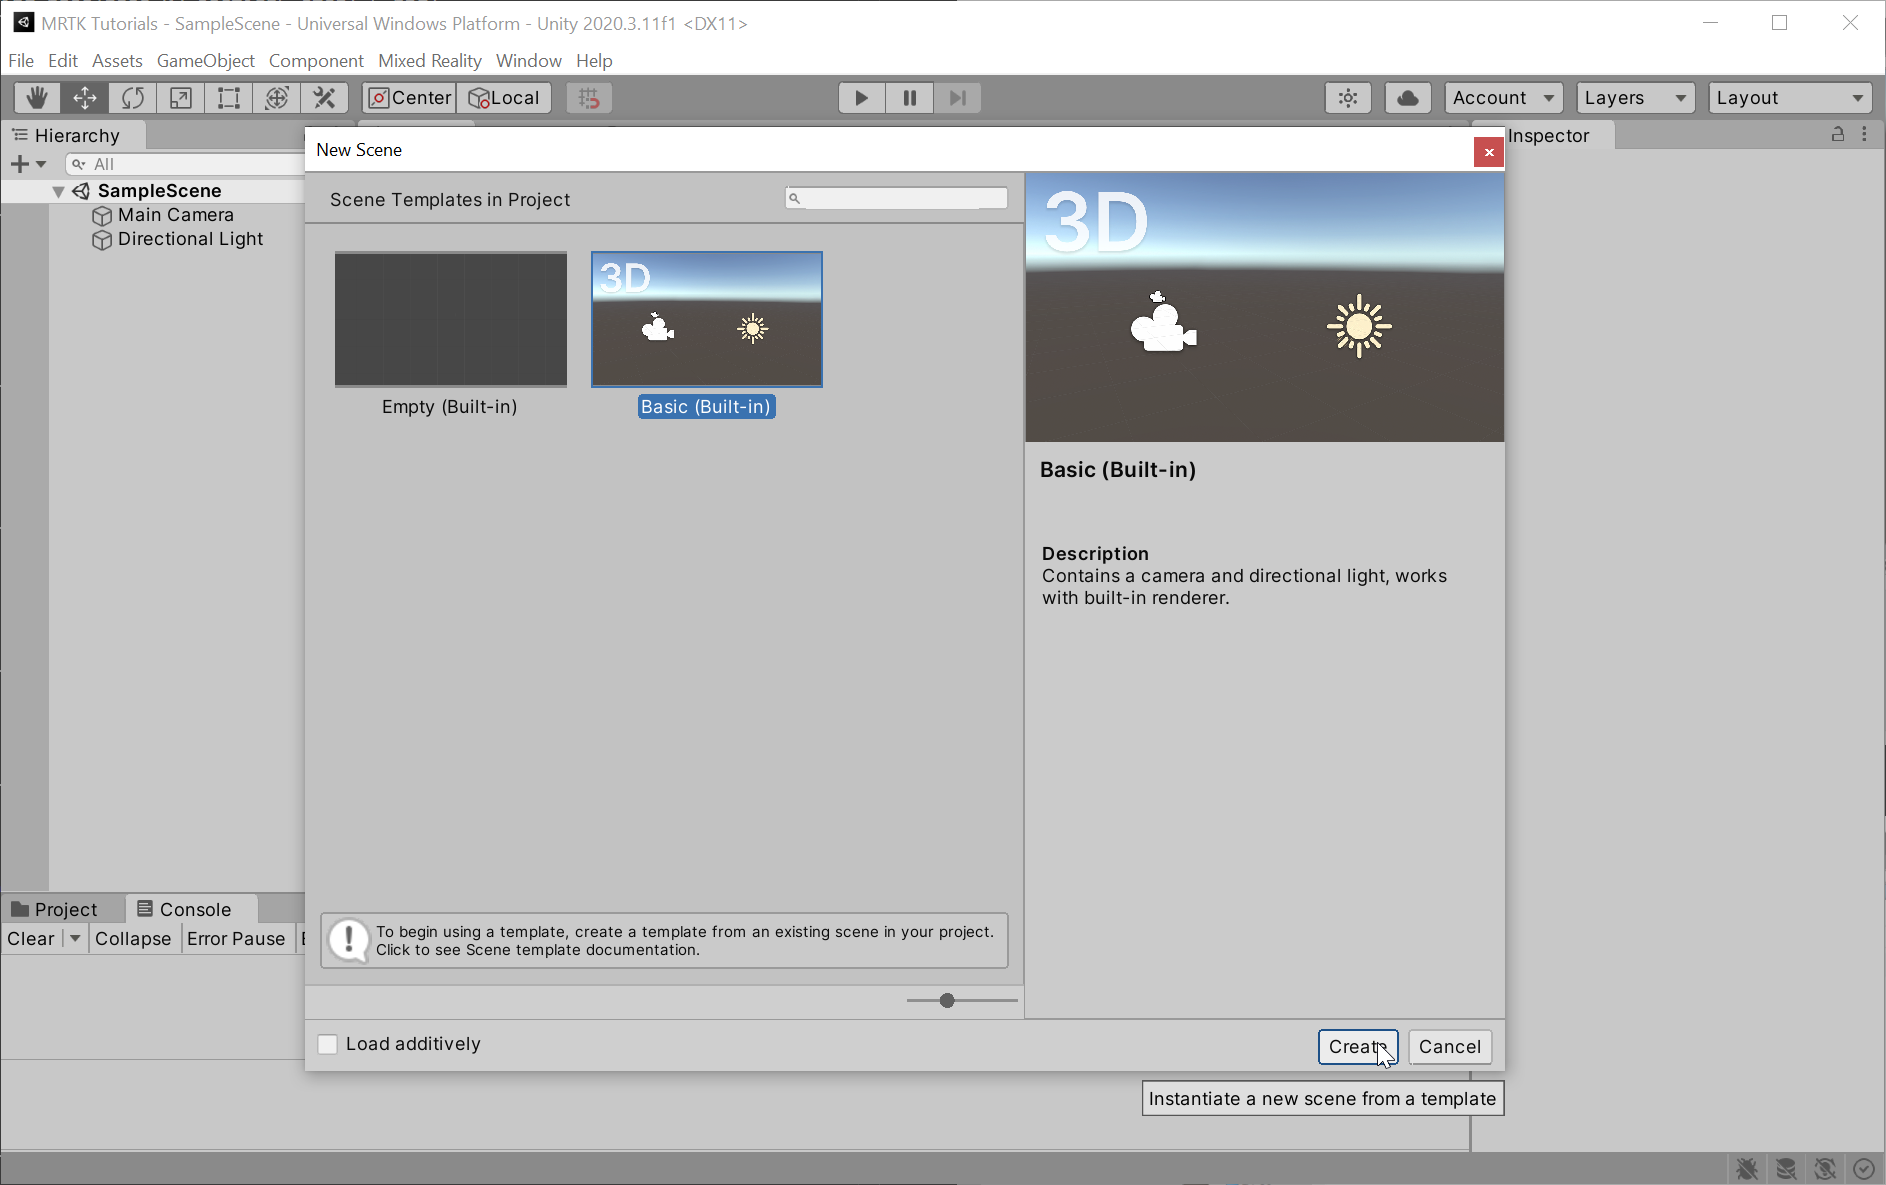 MRTK Tutorials - SampleScene - Universal Windows Platform - Unity 2020.3.11f1 <DX11>
File Edit Assets GameObject Component Mixed Reality Window Help
Center Local Account Layers Layout
Hierarchy
Inspector
All
SampleScene
Main Camera
Directional Light
New Scene
Scene Templates in Project
3D
Empty (Built-in)
Basic (Built-in)
3D
Basic (Built-in)
Description
Contains a camera and directional light, works
with built-in renderer.
Project Console
Clear Collapse Error Pause
To begin using a template, create a template from an existing scene in your project.
Click to see Scene template documentation.
Load additively
Create Cancel
Instantiate a new scene from a template